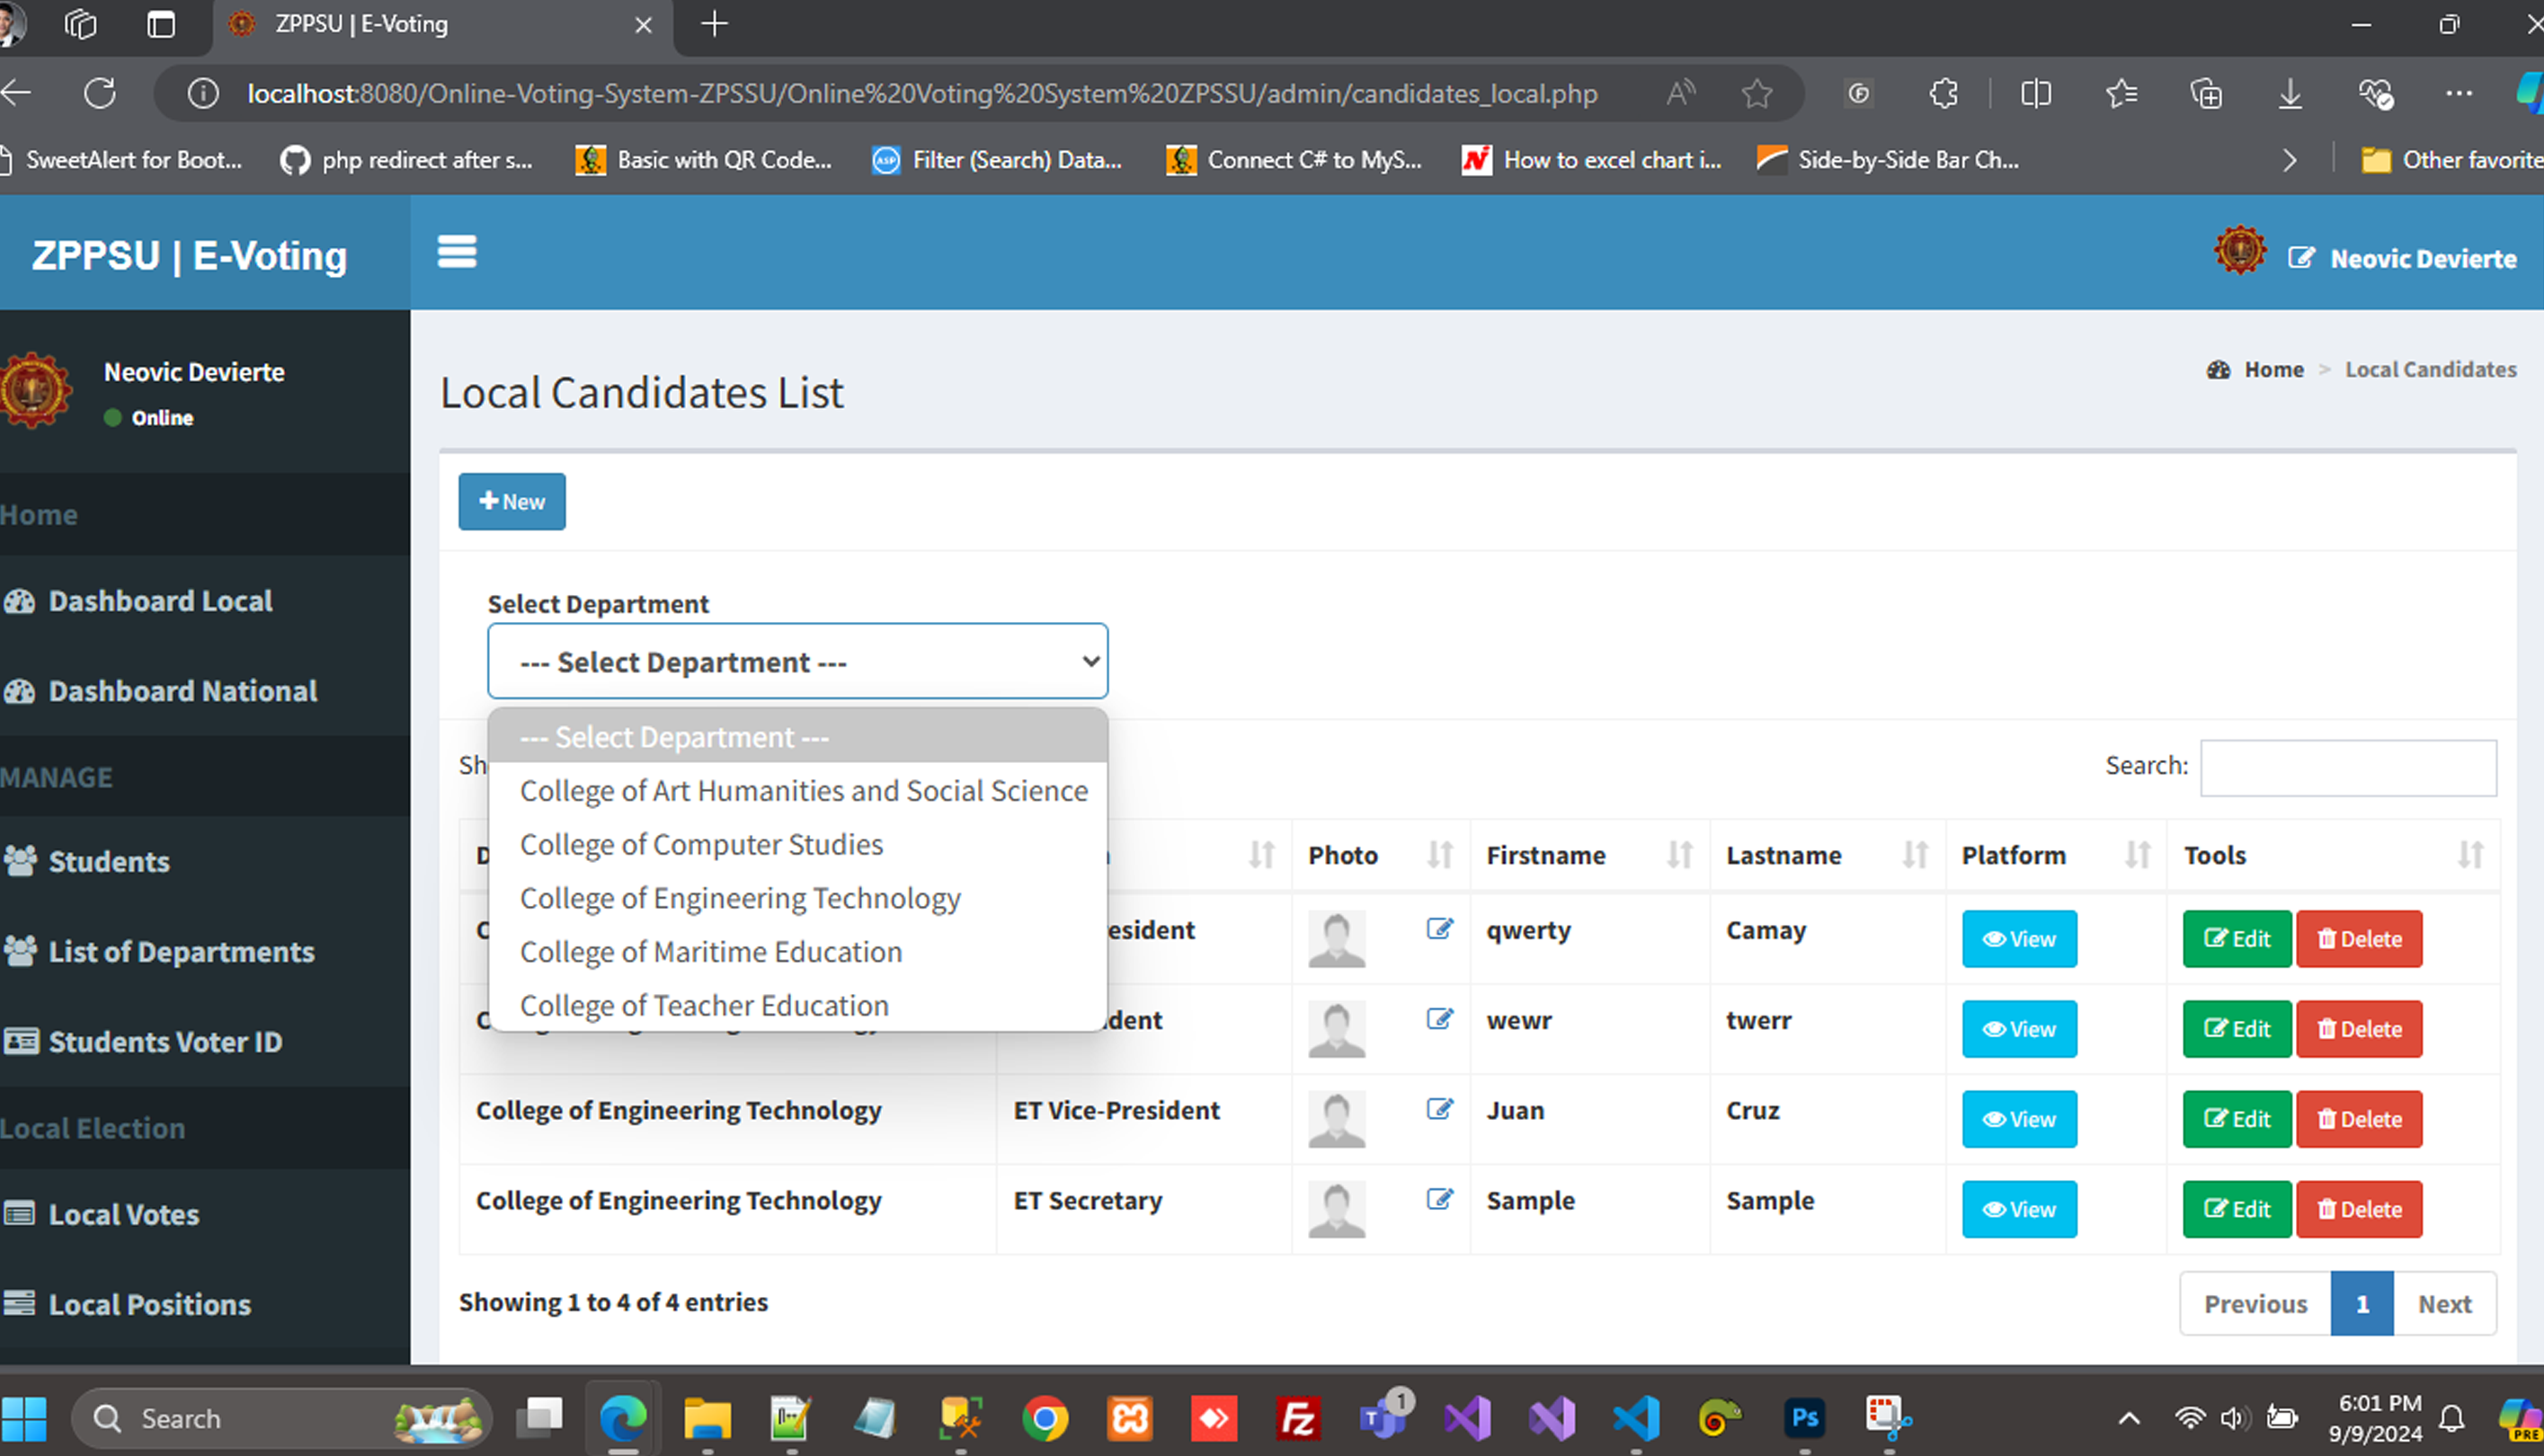 ZPPSU | E-Voting
localhost:8080/Online-Voting-System-ZPSSU/Online%20Voting%20System%20ZPSSU/admin/candidates_local.php
SweetAlert for Boot... php redirect after s... Basic with QR Code... Filter (Search) Data... Connect C# to MyS... How to excel chart i... Side-by-Side Bar Ch... Other favorite
ZPPSU | E-Voting
Neovic Devierte
Neovic Devierte
Online
Home
Dashboard Local
Dashboard National
MANAGE
Students
List of Departments
Students Voter ID
Local Election
Local Votes
Local Positions
Home > Local Candidates
Local Candidates List
New
Select Department
--- Select Department ---
--- Select Department ---
College of Art Humanities and Social Science
College of Computer Studies
College of Engineering Technology
College of Maritime Education
College of Teacher Education
Search:
Photo Firstname Lastname Platform Tools
qwerty Camay View Edit Delete
wewr twerr View Edit Delete
College of Engineering Technology ET Vice-President Juan Cruz View Edit Delete
College of Engineering Technology ET Secretary Sample Sample View Edit Delete
Showing 1 to 4 of 4 entries
Previous 1 Next
Search
1
Ps
6:01 PM
9/9/2024
PRE